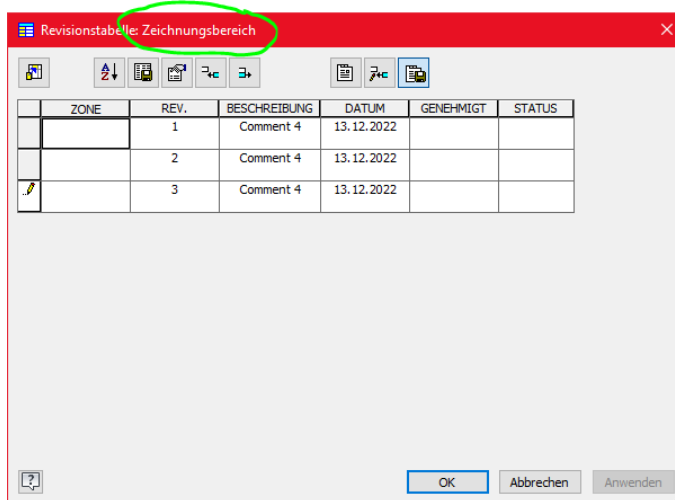 Revisionstabelle: Zeichnungsbereich
ZONE REV. BESCHREIBUNG DATUM GENEHMIGT STATUS
1 Comment 4 13.12.2022
2 Comment 4 13.12.2022
3 Comment 4 13.12.2022
OK Abbrechen Anwenden